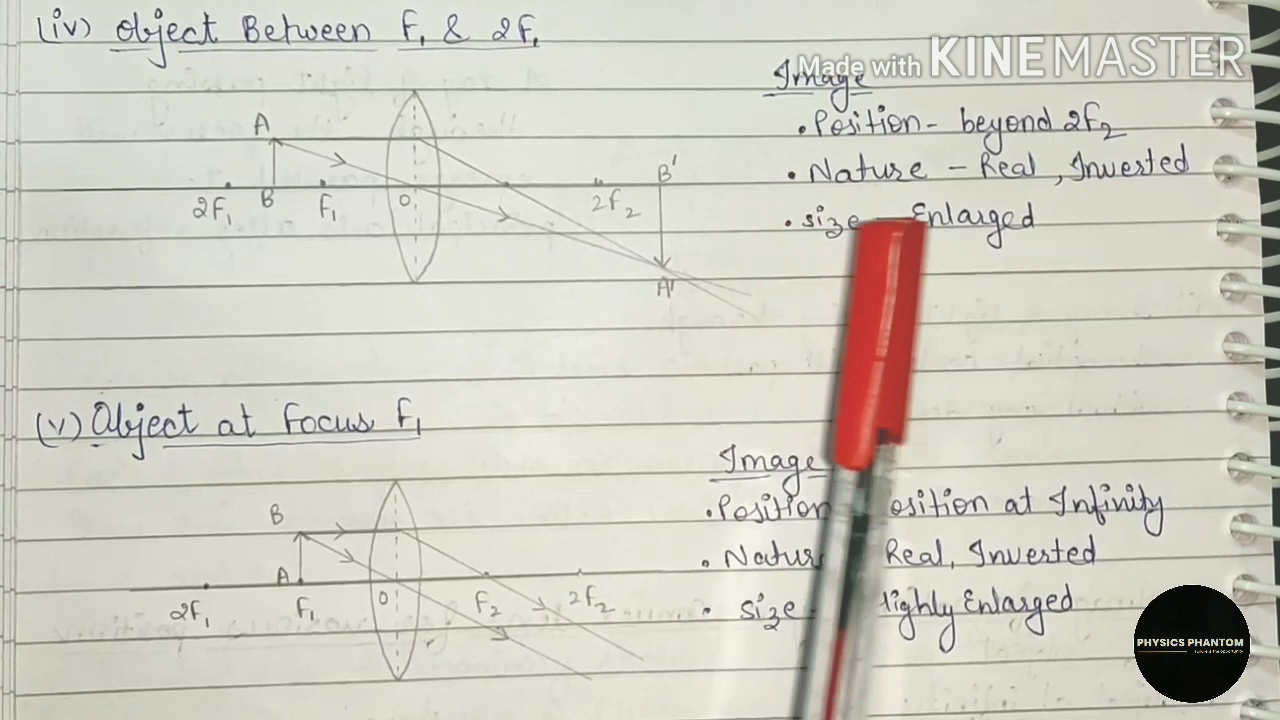 (iv) Object Between F₁ & 2F₁
Made with KINEMASTER
Image
• Position - beyond 2F₂
• Nature - Real, Inverted
• Size Enlarged
A
B'
2F₁ B F₁ O 2F₂
A'
(v) Object at Focus F₁
Image
• Position osition at Infinity
• Natur Real, Inverted
• Size - Highly Enlarged
B
A
2F₁ F₁ O F₂ 2F₂
PHYSICS PHANTOM